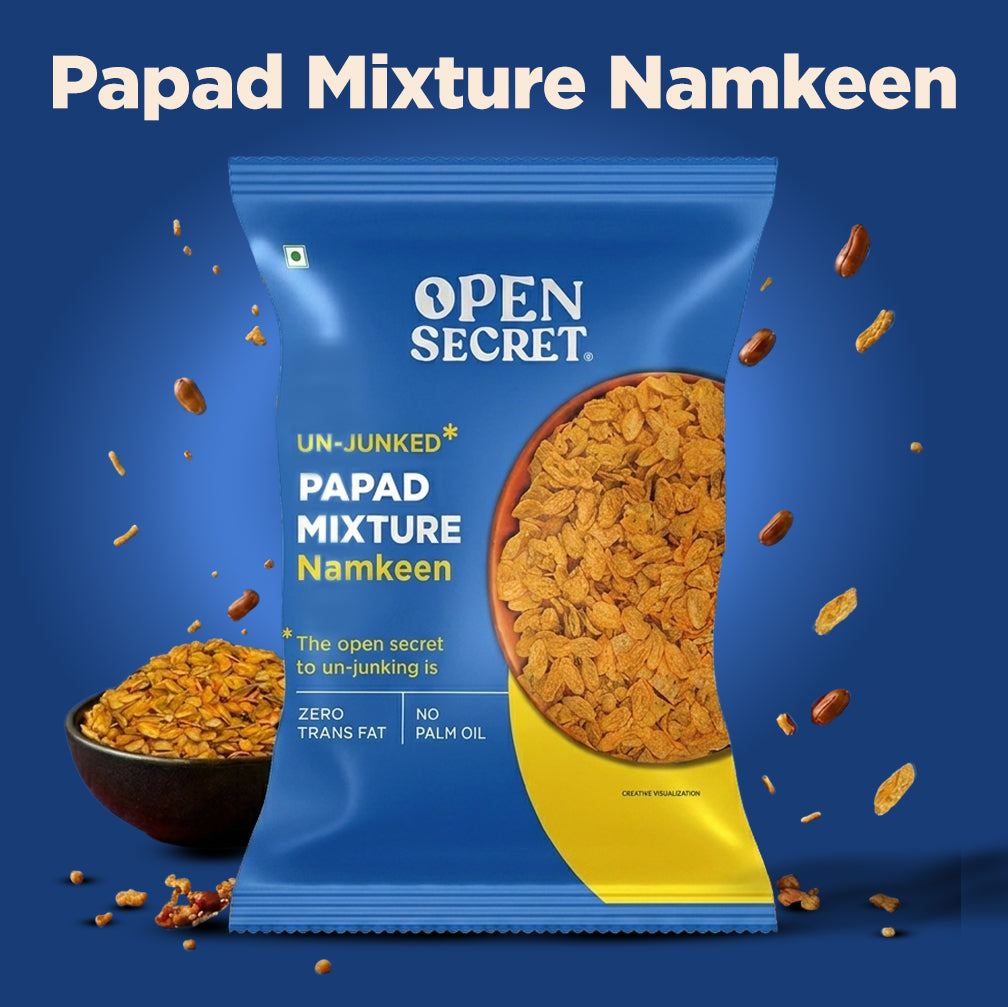 Papad Mixture Namkeen
OPEN
SECRET®
UN-JUNKED*
PAPAD
MIXTURE
Namkeen
*The open secret
to un-junking is
ZERO
TRANS FAT
NO
PALM OIL
CREATIVE VISUALIZATION